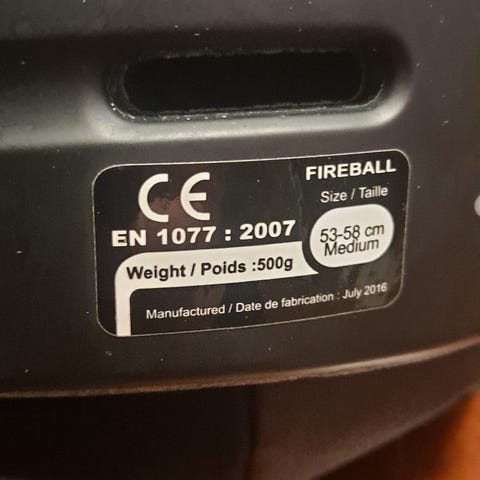 CE
FIREBALL
Size / Taille
EN 1077 : 2007
53-58 cm
Medium
Weight / Poids :500g
Manufactured / Date de fabrication : July 2016